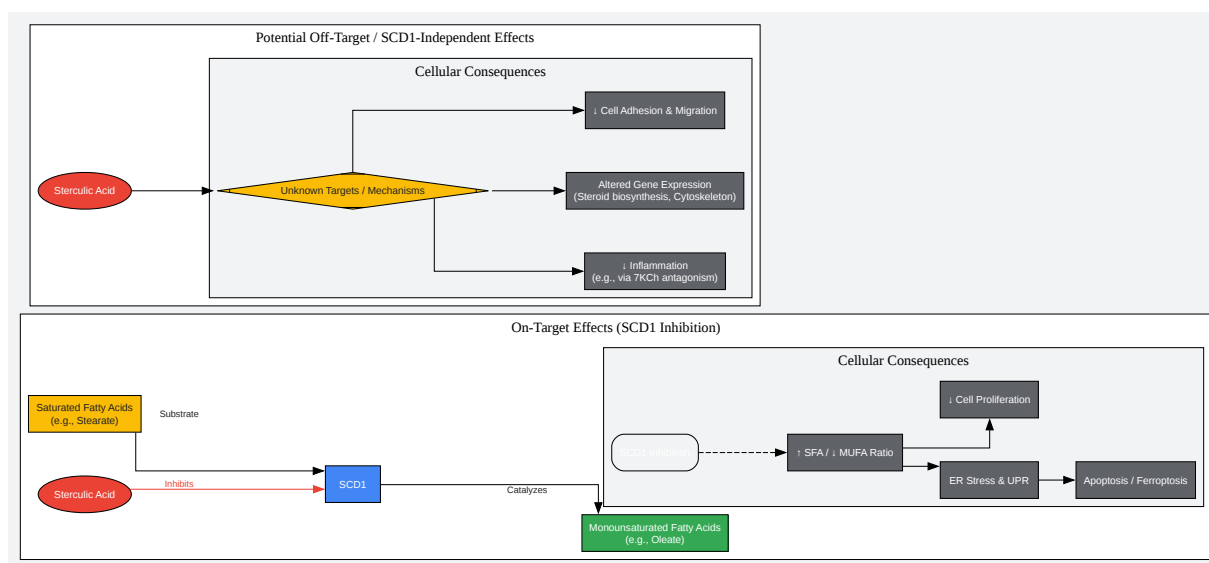 Potential Off-Target / SCD1-Independent Effects
Cellular Consequences
↓ Cell Adhesion & Migration
Sterculic Acid
Unknown Targets / Mechanisms
Altered Gene Expression
(Steroid biosynthesis, Cytoskeleton)
↓ Inflammation
(e.g., via 7KCh antagonism)
On-Target Effects (SCD1 Inhibition)
Cellular Consequences
Saturated Fatty Acids
(e.g., Stearate)
Substrate
↓ Cell Proliferation
SCD1 Inhibition
↑ SFA / ↓ MUFA Ratio
Sterculic Acid
Inhibits
SCD1
Catalyzes
ER Stress & UPR
Apoptosis / Ferroptosis
Monounsaturated Fatty Acids
(e.g., Oleate)